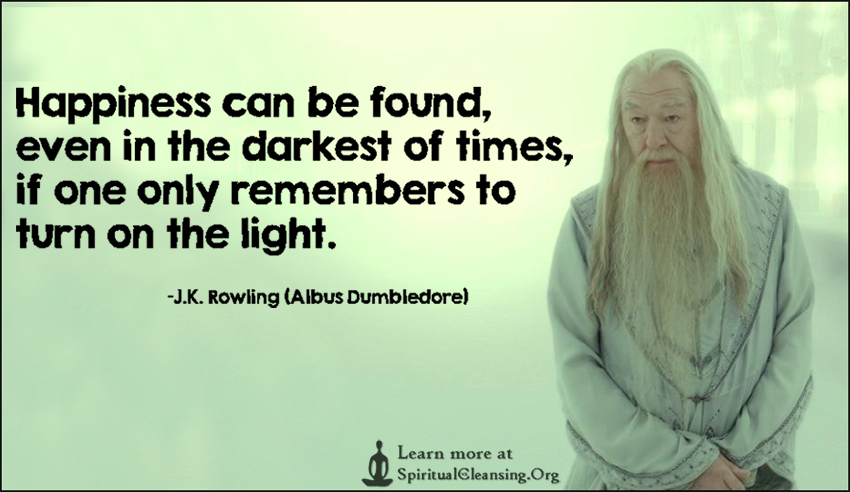 Happiness can be found,
even in the darkest of times,
if one only remembers to
turn on the light.
-J.K. Rowling (Albus Dumbledore)
Learn more at
SpiritualCleansing.Org